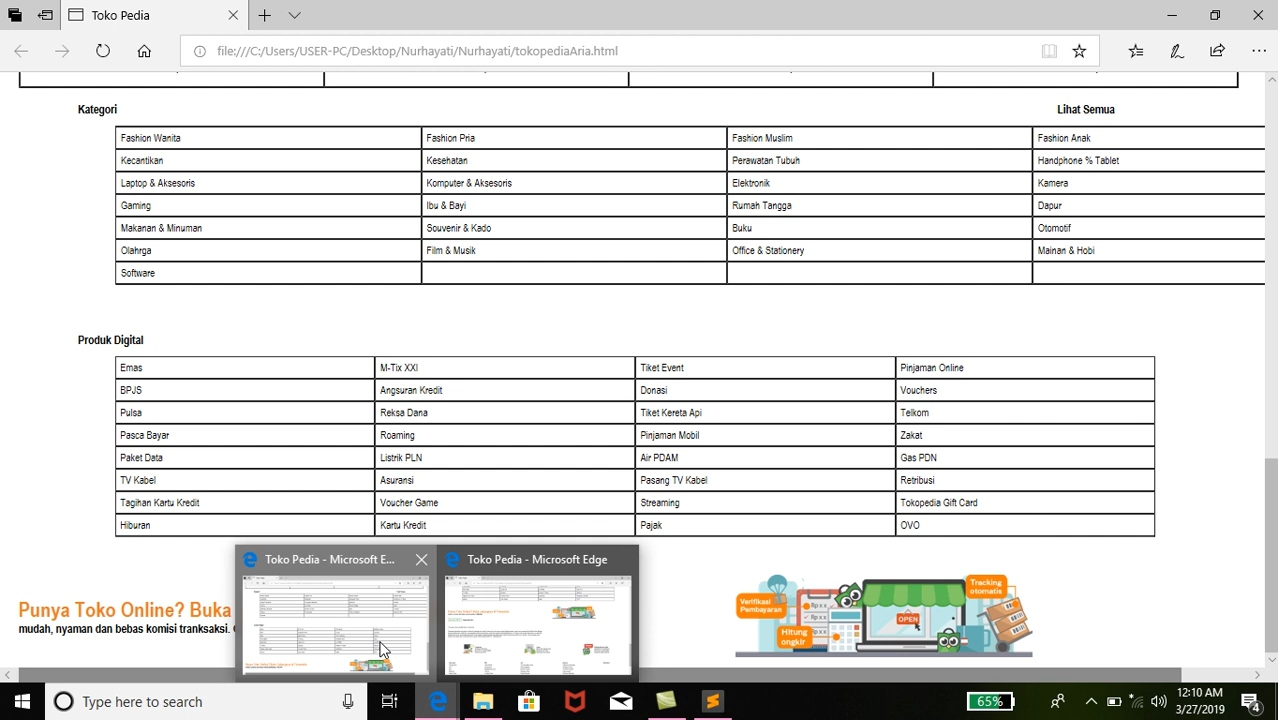 Toko Pedia
file:///C:/Users/USER-PC/Desktop/Nurhayati/Nurhayati/tokopediaAria.html
Kategori Lihat Semua
Fashion Wanita Fashion Pria Fashion Muslim Fashion Anak
Kecantikan Kesehatan Perawatan Tubuh Handphone % Tablet
Laptop & Aksesoris Komputer & Aksesoris Elektronik Kamera
Gaming Ibu & Bayi Rumah Tangga Dapur
Makanan & Minuman Souvenir & Kado Buku Otomotif
Olahrga Film & Musik Office & Stationery Mainan & Hobi
Software
Produk Digital
Emas M-Tix XXI Tiket Event Pinjaman Online
BPJS Angsuran Kredit Donasi Vouchers
Pulsa Reksa Dana Tiket Kereta Api Telkom
Pasca Bayar Roaming Pinjaman Mobil Zakat
Paket Data Listrik PLN Air PDAM Gas PDN
TV Kabel Asuransi Pasang TV Kabel Retribusi
Tagihan Kartu Kredit Voucher Game Streaming Tokopedia Gift Card
Hiburan Kartu Kredit Pajak OVO
Toko Pedia - Microsoft E... Toko Pedia - Microsoft Edge
Punya Toko Online? Buka
mudah, nyaman dan bebas komisi tranksaksi.
Verifikasi
Pembayaran
Hitung
ongkir
Rp xx
Rp x
OPEN
Tracking
otomatis
Type here to search
65%
12:10 AM
3/27/2019
4